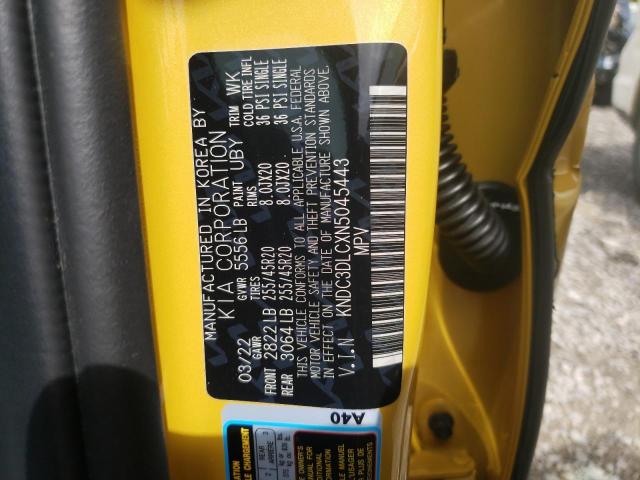 MANUFACTURED IN KOREA BY
KIA CORPORATION
03/22 GVWR 5556 LB PAINT UBY TRIM WK
GAWR TIRES RIMS COLD TIRE INFL
FRONT 2822 LB 255/45R20 8.0JX20 36 PSI SINGLE
REAR 3064 LB 255/45R20 8.0JX20 36 PSI SINGLE
THIS VEHICLE CONFORMS TO ALL APPLICABLE U.S.A. FEDERAL
MOTOR VEHICLE SAFETY AND THEFT PREVENTION STANDARDS
IN EFFECT ON THE DATE OF MANUFACTURE SHOWN ABOVE.
V.I.N KNDC3DLCXN5045443
MPV
A40
REAR
ARRIERE 3